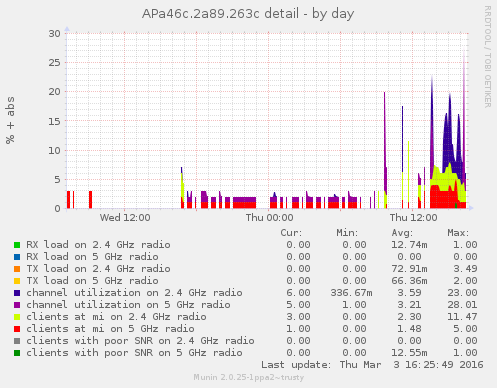 APa46c.2a89.263c detail - by day
RRDTOOL / TOBI OETIKER
% + abs
30
25
20
15
10
5
0
Wed 12:00 Thu 00:00 Thu 12:00
Cur: Min: Avg: Max:
RX load on 2.4 GHz radio 0.00 0.00 12.74m 1.00
RX load on 5 GHz radio 0.00 0.00 0.00 0.00
TX load on 2.4 GHz radio 0.00 0.00 72.91m 3.49
TX load on 5 GHz radio 0.00 0.00 66.36m 2.00
channel utilization on 2.4 GHz radio 6.00 336.67m 3.59 23.00
channel utilization on 5 GHz radio 5.00 1.00 3.21 28.01
clients at mi on 2.4 GHz radio 3.00 0.00 2.30 11.47
clients at mi on 5 GHz radio 1.00 0.00 1.48 5.00
clients with poor SNR on 2.4 GHz radio 0.00 0.00 0.00 0.00
clients with poor SNR on 5 GHz radio 0.00 0.00 12.55m 1.00
Last update: Thu Mar 3 16:25:49 2016
Munin 2.0.25-1ppa2~trusty